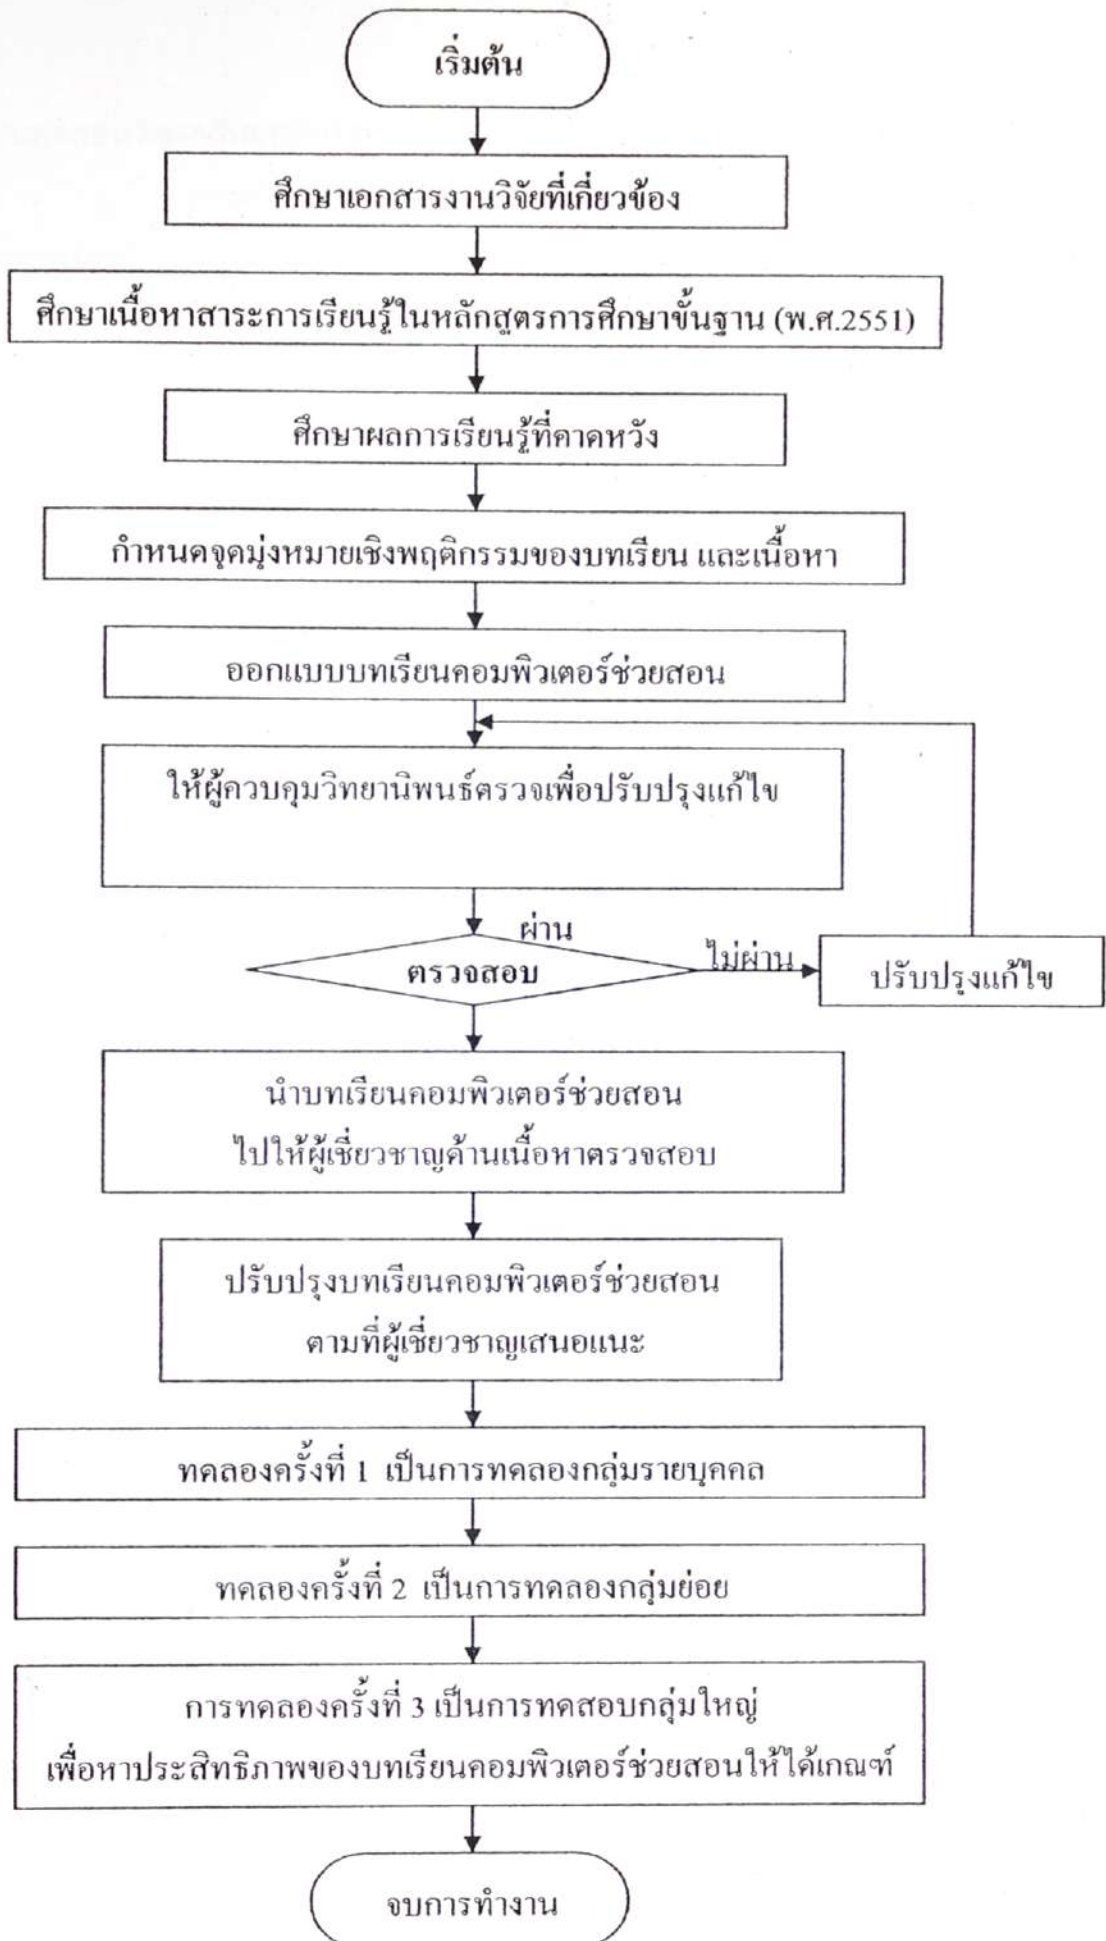 เริ่มต้น
ศึกษาเอกสารงานวิจัยที่เกี่ยวข้อง
ศึกษาเนื้อหาสาระการเรียนรู้ในหลักสูตรการศึกษาขั้นฐาน (พ.ศ.2551)
ศึกษาผลการเรียนรู้ที่คาดหวัง
กำหนดจุดมุ่งหมายเชิงพฤติกรรมของบทเรียน และเนื้อหา
ออกแบบบทเรียนคอมพิวเตอร์ช่วยสอน
ให้ผู้ควบคุมวิทยานิพนธ์ตรวจเพื่อปรับปรุงแก้ไข
ผ่าน
ตรวจสอบ
ไม่ผ่าน
ปรับปรุงแก้ไข
นำบทเรียนคอมพิวเตอร์ช่วยสอน
ไปให้ผู้เชี่ยวชาญด้านเนื้อหาตรวจสอบ
ปรับปรุงบทเรียนคอมพิวเตอร์ช่วยสอน
ตามที่ผู้เชี่ยวชาญเสนอแนะ
ทดลองครั้งที่ 1 เป็นการทดลองกลุ่มรายบุคคล
ทดลองครั้งที่ 2 เป็นการทดลองกลุ่มย่อย
การทดลองครั้งที่ 3 เป็นการทดสอบกลุ่มใหญ่
เพื่อหาประสิทธิภาพของบทเรียนคอมพิวเตอร์ช่วยสอนให้ได้เกณฑ์
จบการทำงาน